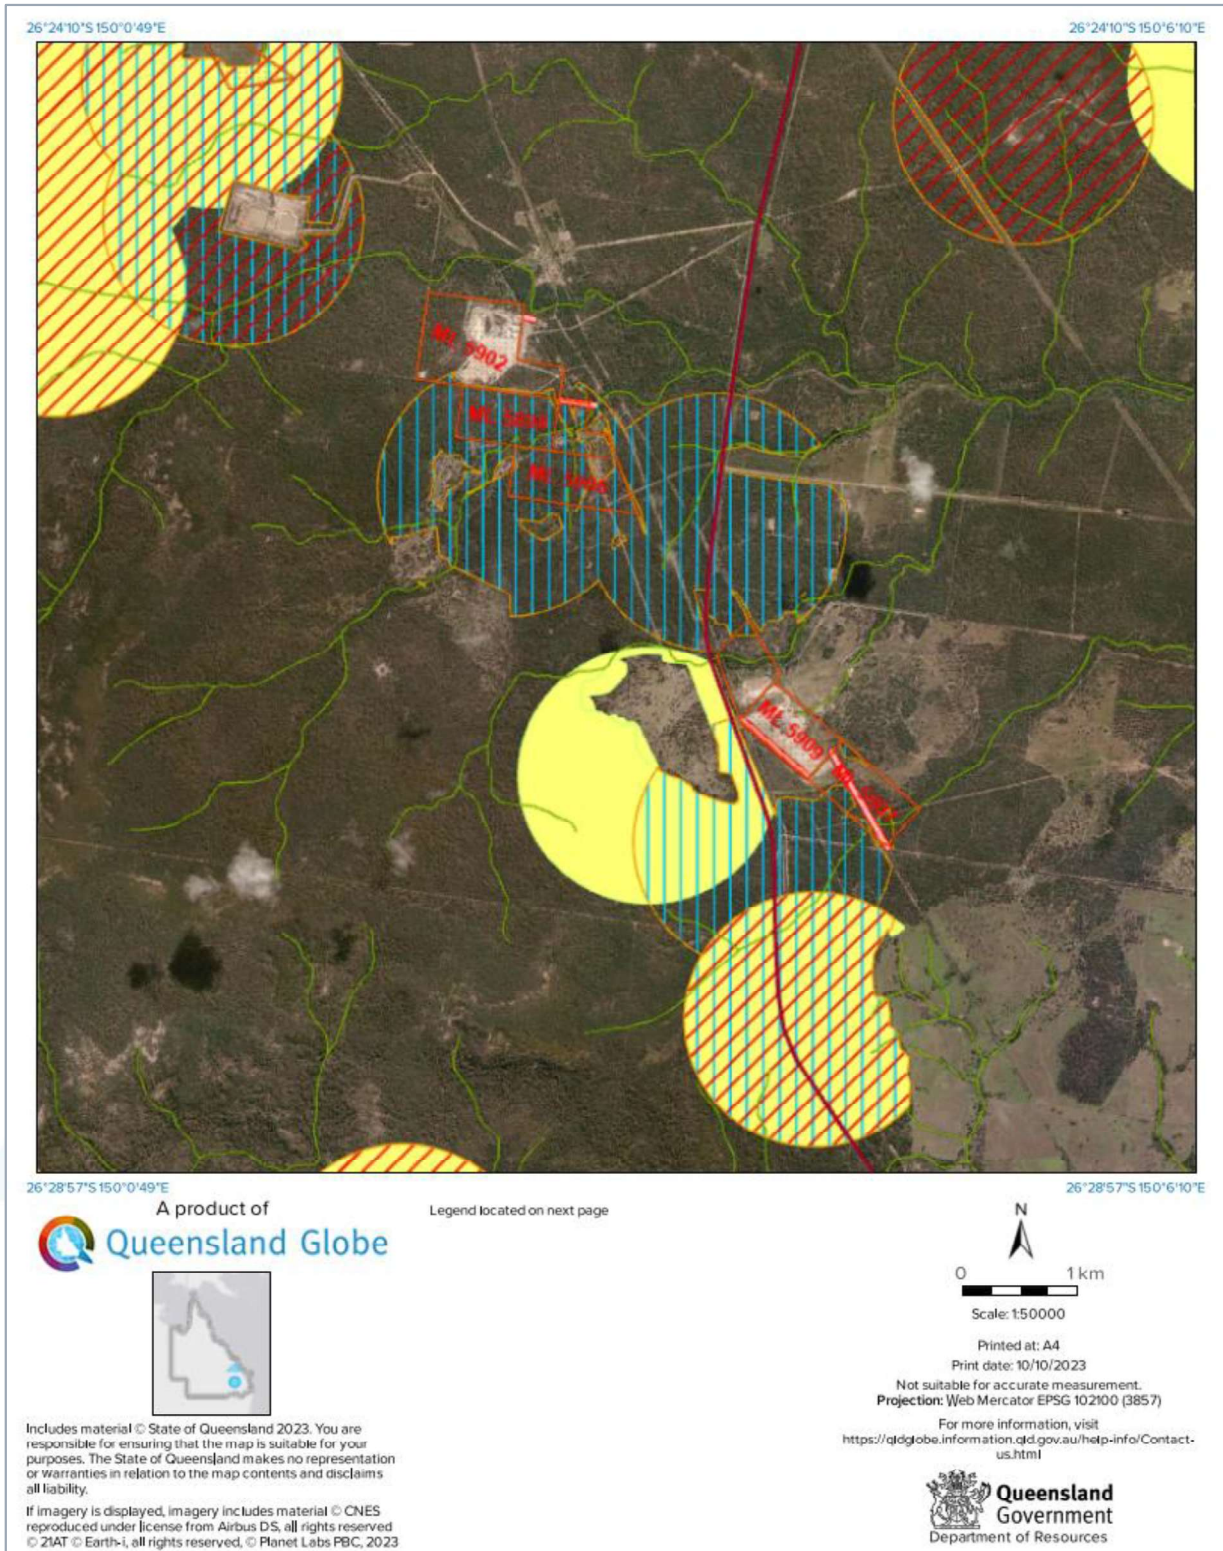 26°24'10"S 150°0'49"E
26°24'10"S 150°6'10"E
ML 5902
ML 5909
26°28'57"S 150°0'49"E
26°28'57"S 150°6'10"E
A product of
Queensland Globe
Legend located on next page
N
0 1 km
Scale: 1:50000
Printed at: A4
Print date: 10/10/2023
Not suitable for accurate measurement.
Projection: Web Mercator EPSG 102100 (3857)
For more information, visit
https://qldglobe.information.qld.gov.au/help-info/Contact-
us.html
Includes material © State of Queensland 2023. You are
responsible for ensuring that the map is suitable for your
purposes. The State of Queensland makes no representation
or warranties in relation to the map contents and disclaims
all liability.
If imagery is displayed, imagery includes material © CNES
reproduced under license from Airbus DS, all rights reserved
© 21AT © Earth-i, all rights reserved, © Planet Labs PBC, 2023
Queensland
Government
Department of Resources